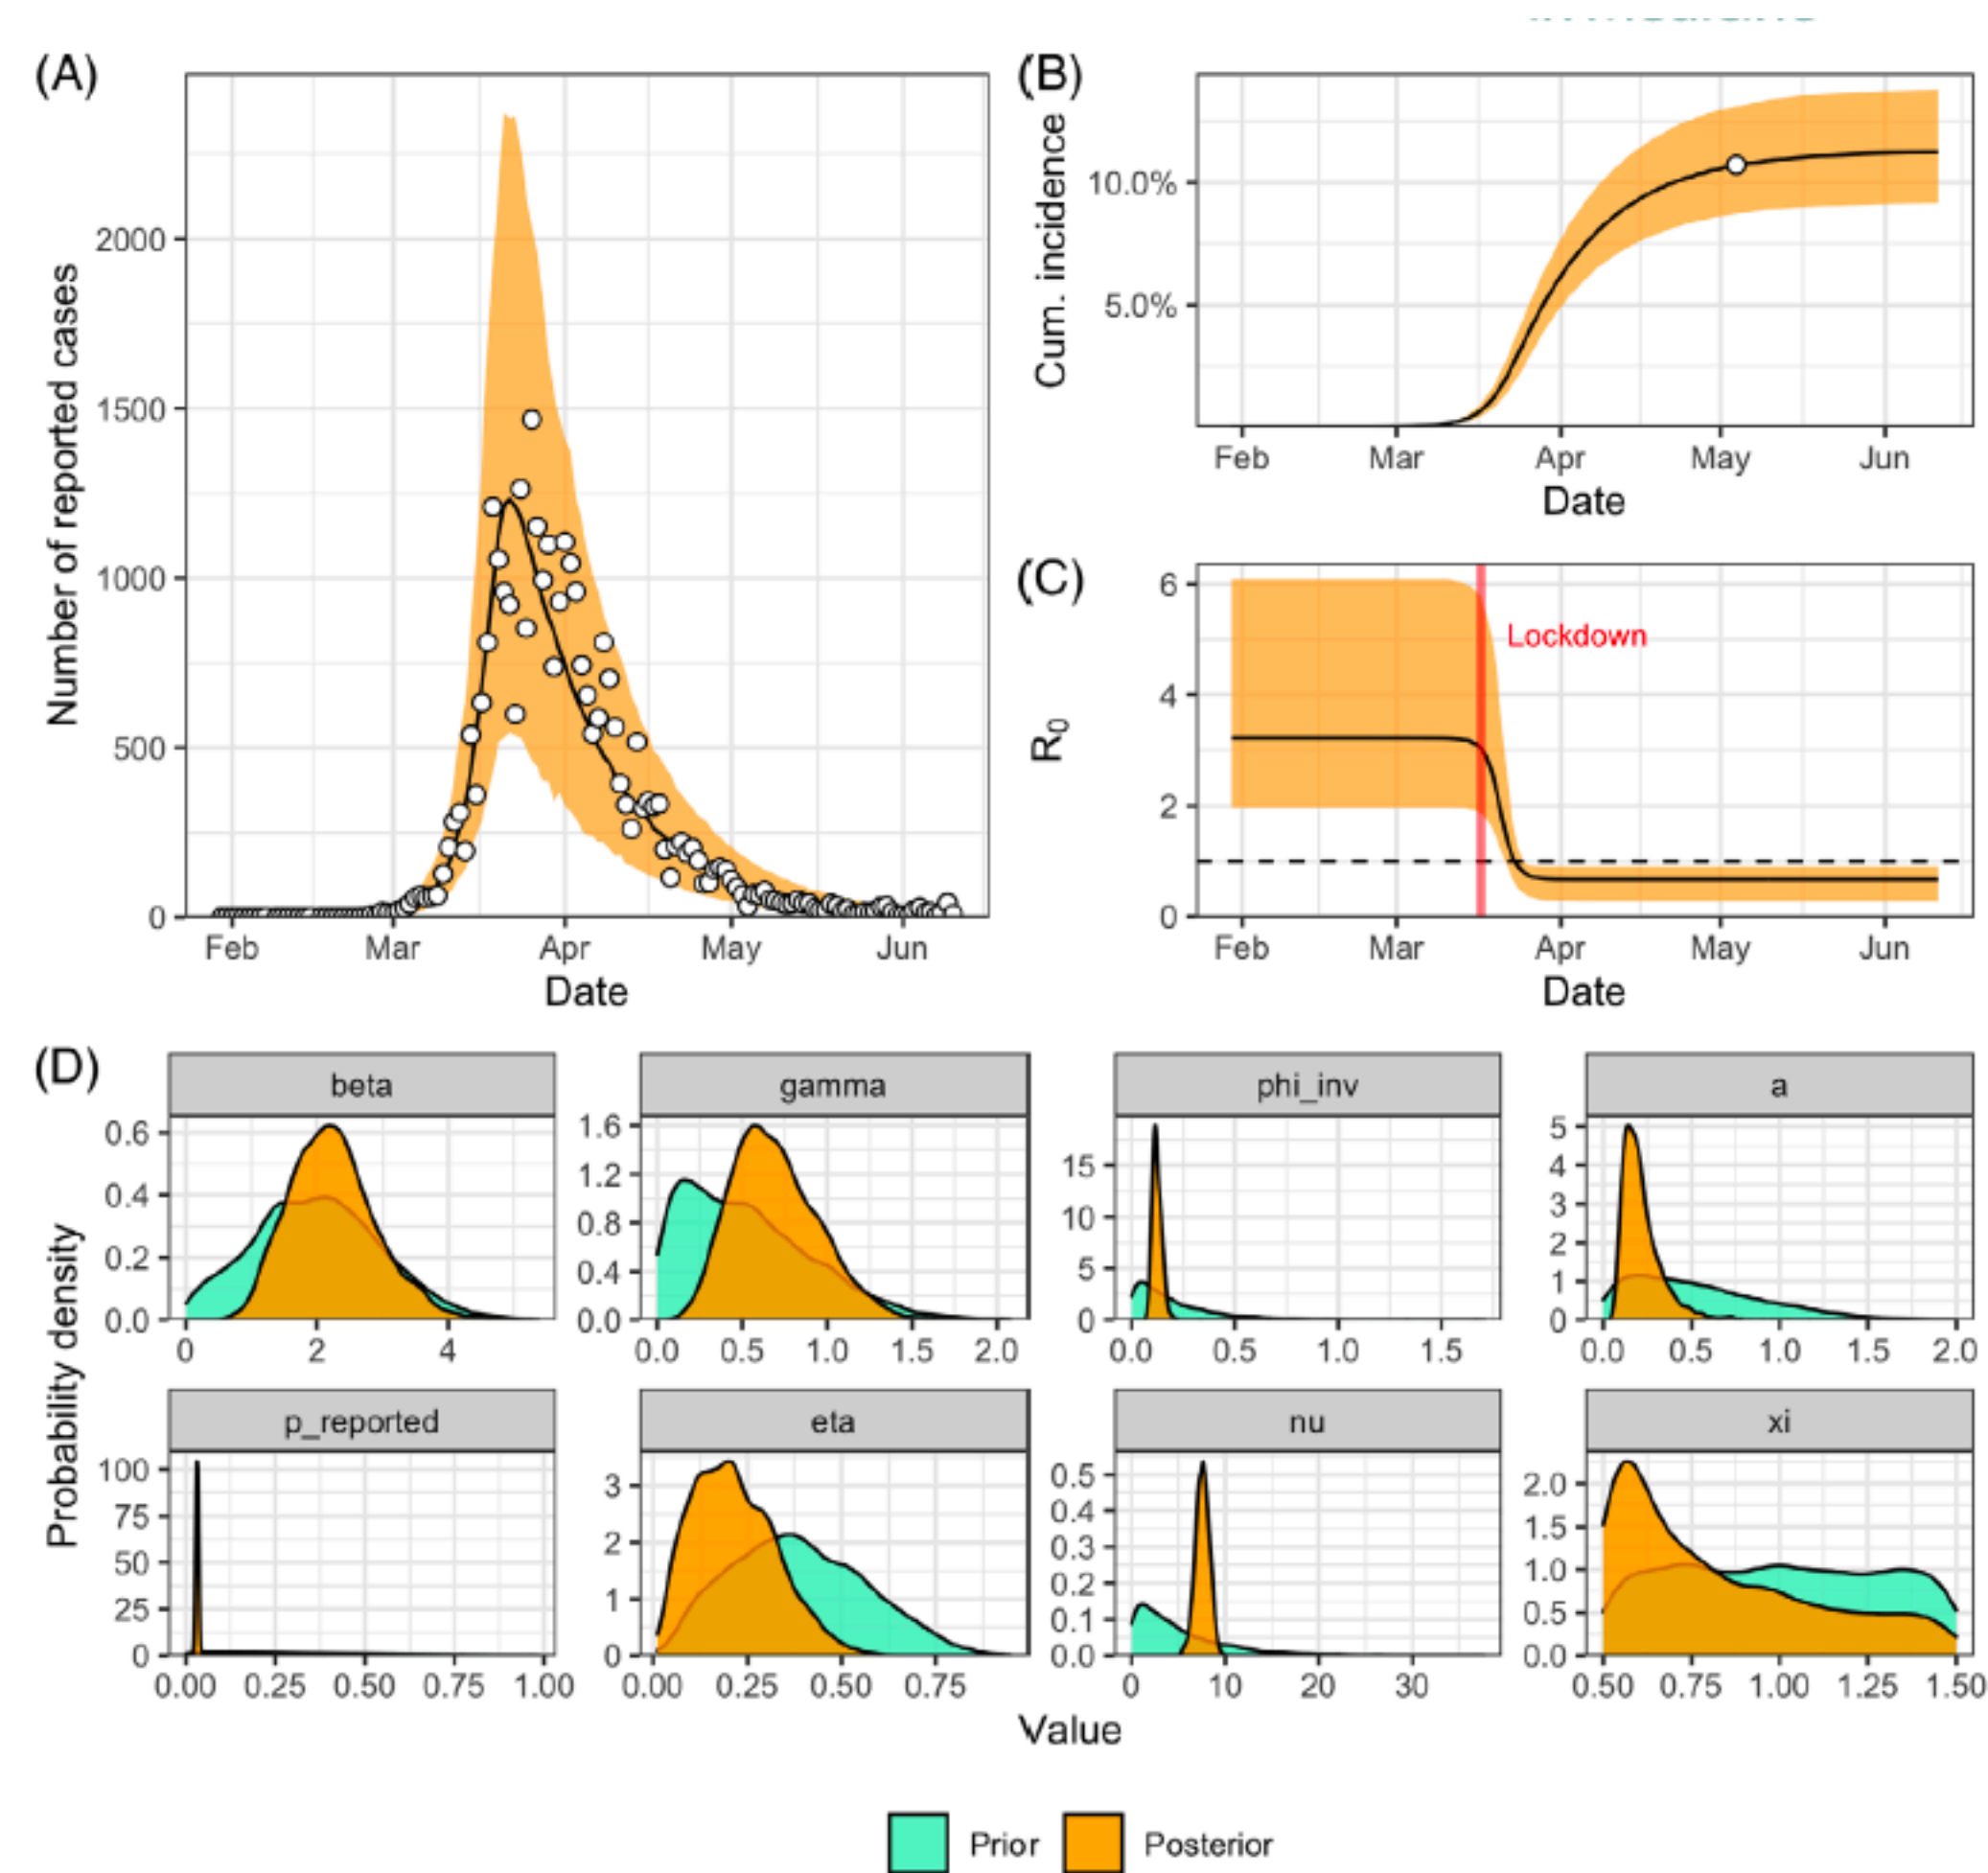 (A)
Number of reported cases
2000
1500
1000
500
0
Feb Mar Apr May Jun
Date
(B)
Cum. incidence
10.0%
5.0%
Feb Mar Apr May Jun
Date
(C)
R0
6
4
2
0
Lockdown
Feb Mar Apr May Jun
Date
(D)
Probability density
beta
0.6
0.4
0.2
0.0
0 2 4
gamma
1.6
1.2
0.8
0.4
0.0
0.0 0.5 1.0 1.5 2.0
phi_inv
15
10
5
0
0.0 0.5 1.0 1.5
a
5
4
3
2
1
0
0.0 0.5 1.0 1.5 2.0
p_reported
100
75
50
25
0
0.00 0.25 0.50 0.75 1.00
eta
3
2
1
0
0.00 0.25 0.50 0.75
nu
0.5
0.4
0.3
0.2
0.1
0.0
0 10 20 30
xi
2.0
1.5
1.0
0.5
0.0
0.50 0.75 1.00 1.25 1.50
Value
Prior Posterior